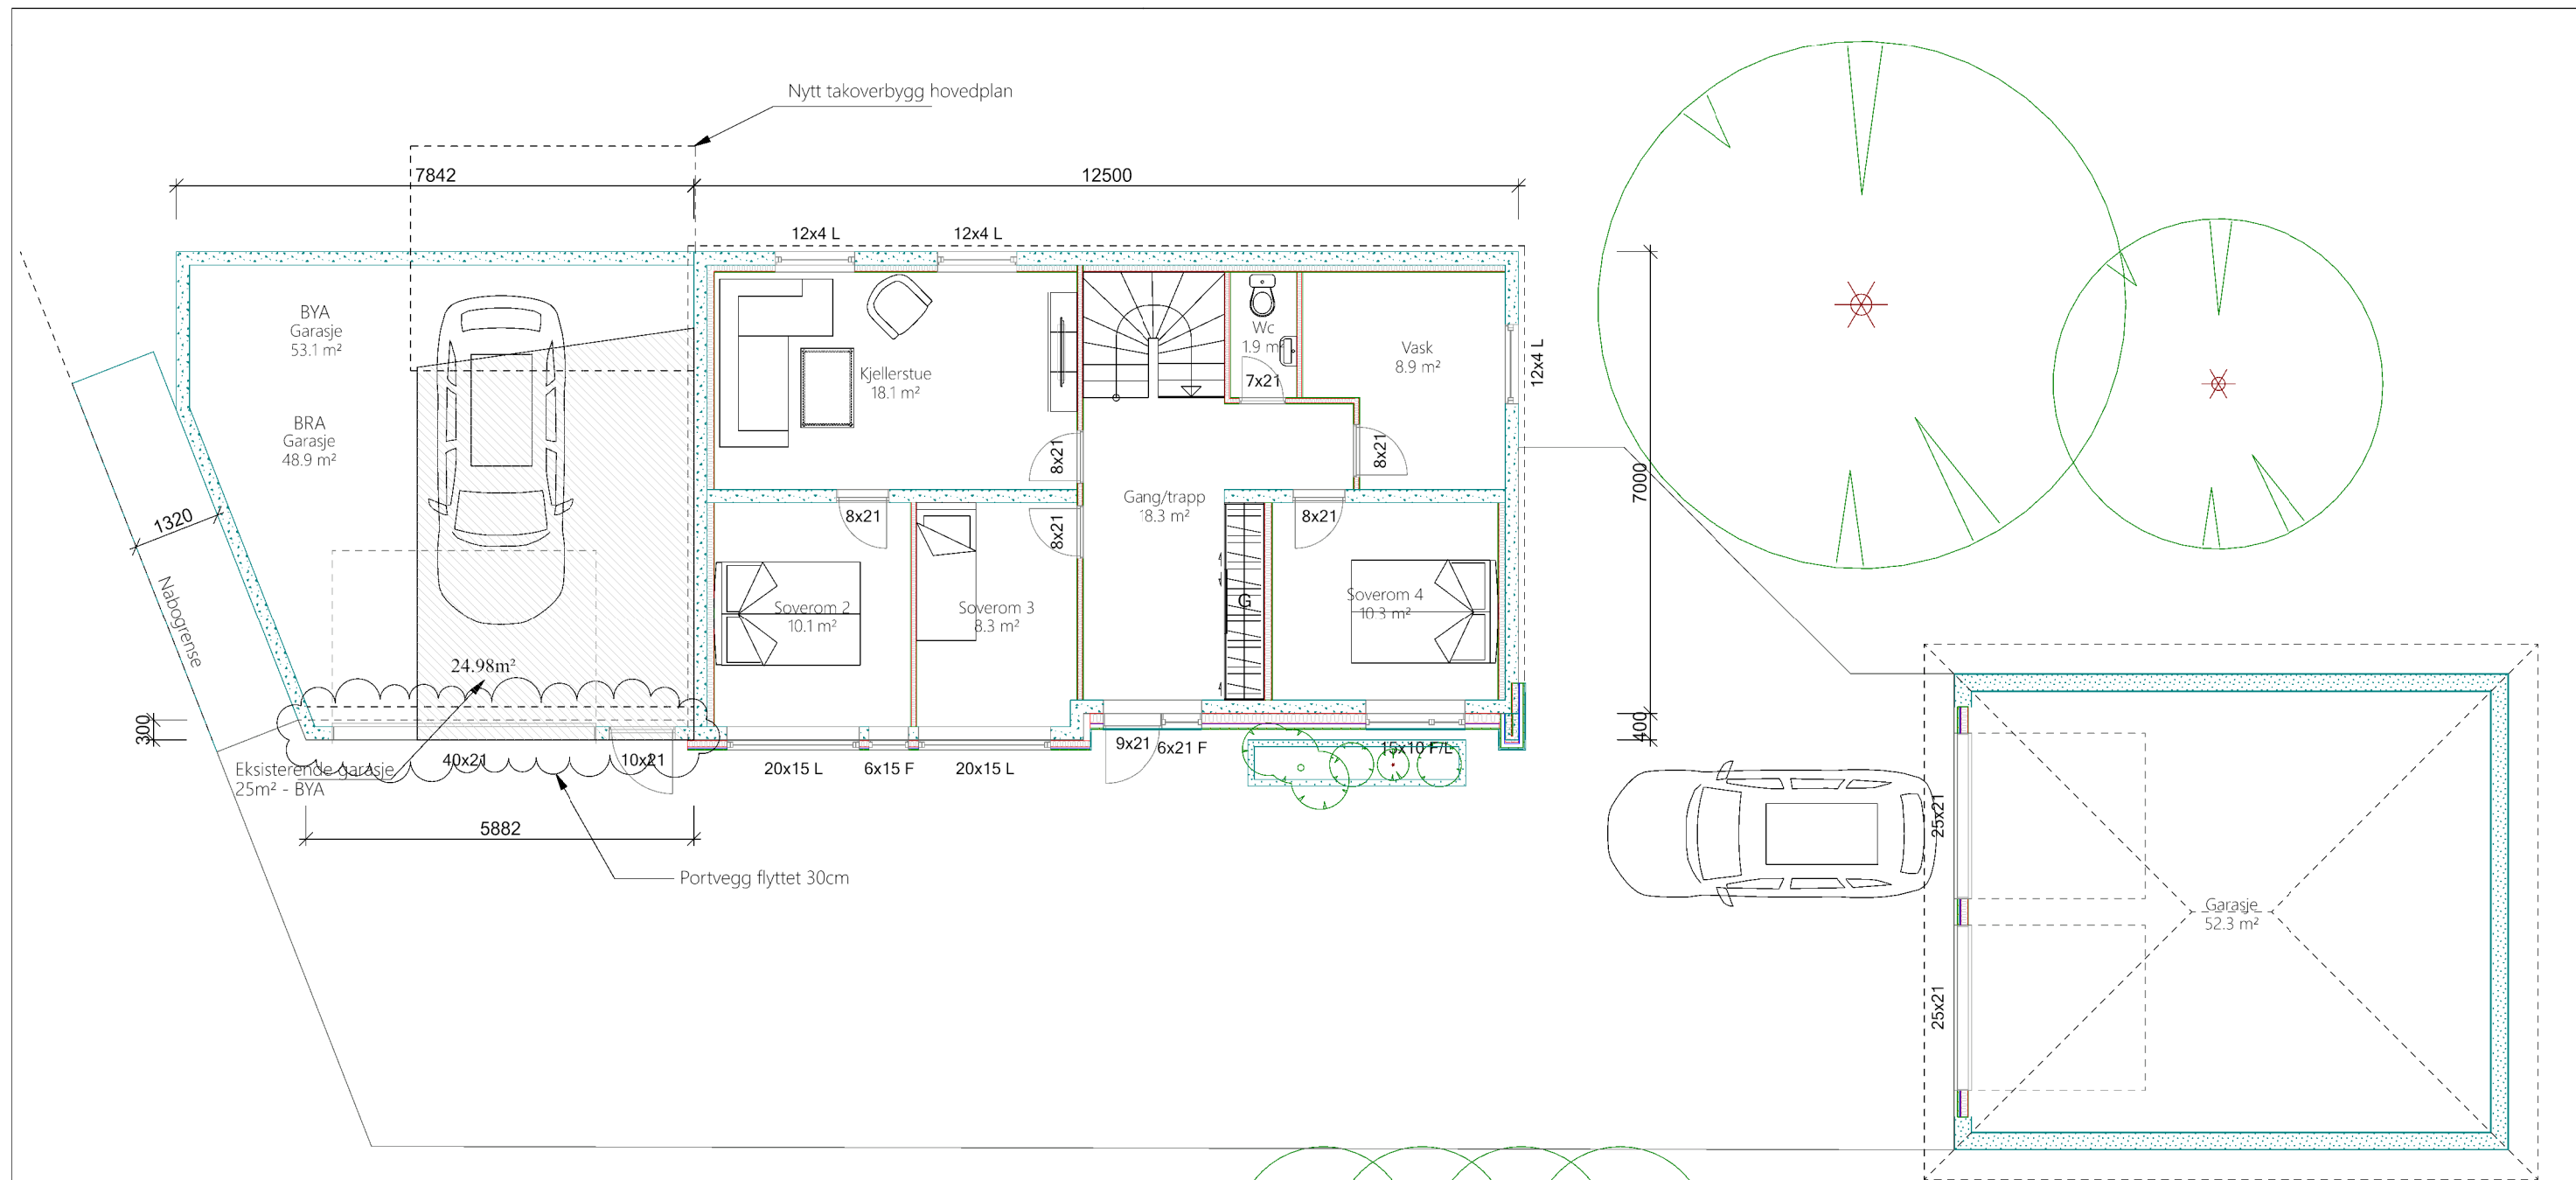 Nytt takoverbygg hovedplan
7842
12500
12x4 L
12x4 L
BYA
Garasje
53.1 m²
BRA
Garasje
48.9 m²
Kjellerstue
18.1 m²
Wc
1.9 m²
7x21
Vask
8.9 m²
12x4 L
8x21
8x21
7000
1320
Nabogrense
8x21
8x21
Gang/trapp
18.3 m²
8x21
Soverom 2
10.1 m²
Soverom 3
8.3 m²
G
Soverom 4
10.3 m²
24.98m²
300
400
Eksisterende garasje
25m² - BYA
40x21
10x21
20x15 L
6x15 F
20x15 L
9x21
6x21 F
15x10 F/L
5882
Portvegg flyttet 30cm
25x21
Garasje
52.3 m²
25x21